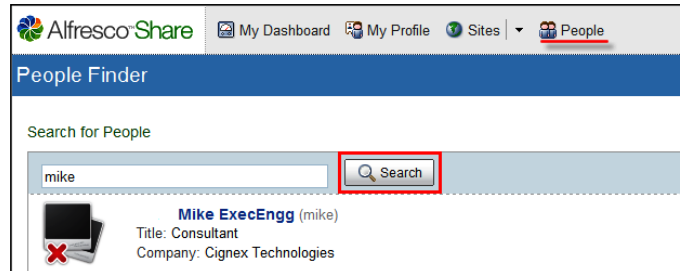 Alfresco Share My Dashboard My Profile Sites People
People Finder
Search for People
mike Search
Mike ExecEngg (mike)
Title: Consultant
Company: Cignex Technologies